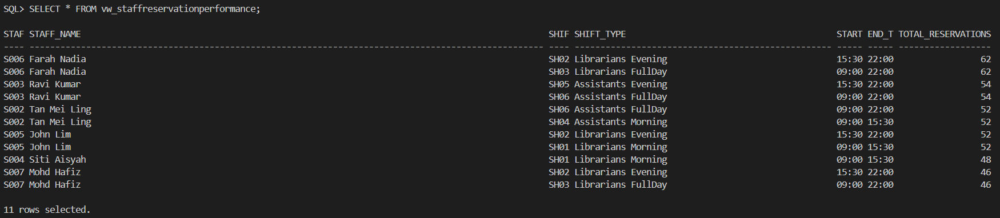 SQL> SELECT * FROM vw_staffreservationperformance;
STAF STAFF_NAME SHIF SHIFT_TYPE START END_T TOTAL_RESERVATIONS
---- ---------------------------------------------------------------------------------------------------- ---- -------------------------------------------------- ----- ----- ------------------
S006 Farah Nadia SH02 Librarians Evening 15:30 22:00 62
S006 Farah Nadia SH03 Librarians FullDay 09:00 22:00 62
S003 Ravi Kumar SH05 Assistants Evening 15:30 22:00 54
S003 Ravi Kumar SH06 Assistants FullDay 09:00 22:00 54
S002 Tan Mei Ling SH06 Assistants FullDay 09:00 22:00 52
S002 Tan Mei Ling SH04 Assistants Morning 09:00 15:30 52
S005 John Lim SH02 Librarians Evening 15:30 22:00 52
S005 John Lim SH01 Librarians Morning 09:00 15:30 52
S004 Siti Aisyah SH01 Librarians Morning 09:00 15:30 48
S007 Mohd Hafiz SH02 Librarians Evening 15:30 22:00 46
S007 Mohd Hafiz SH03 Librarians FullDay 09:00 22:00 46
11 rows selected.